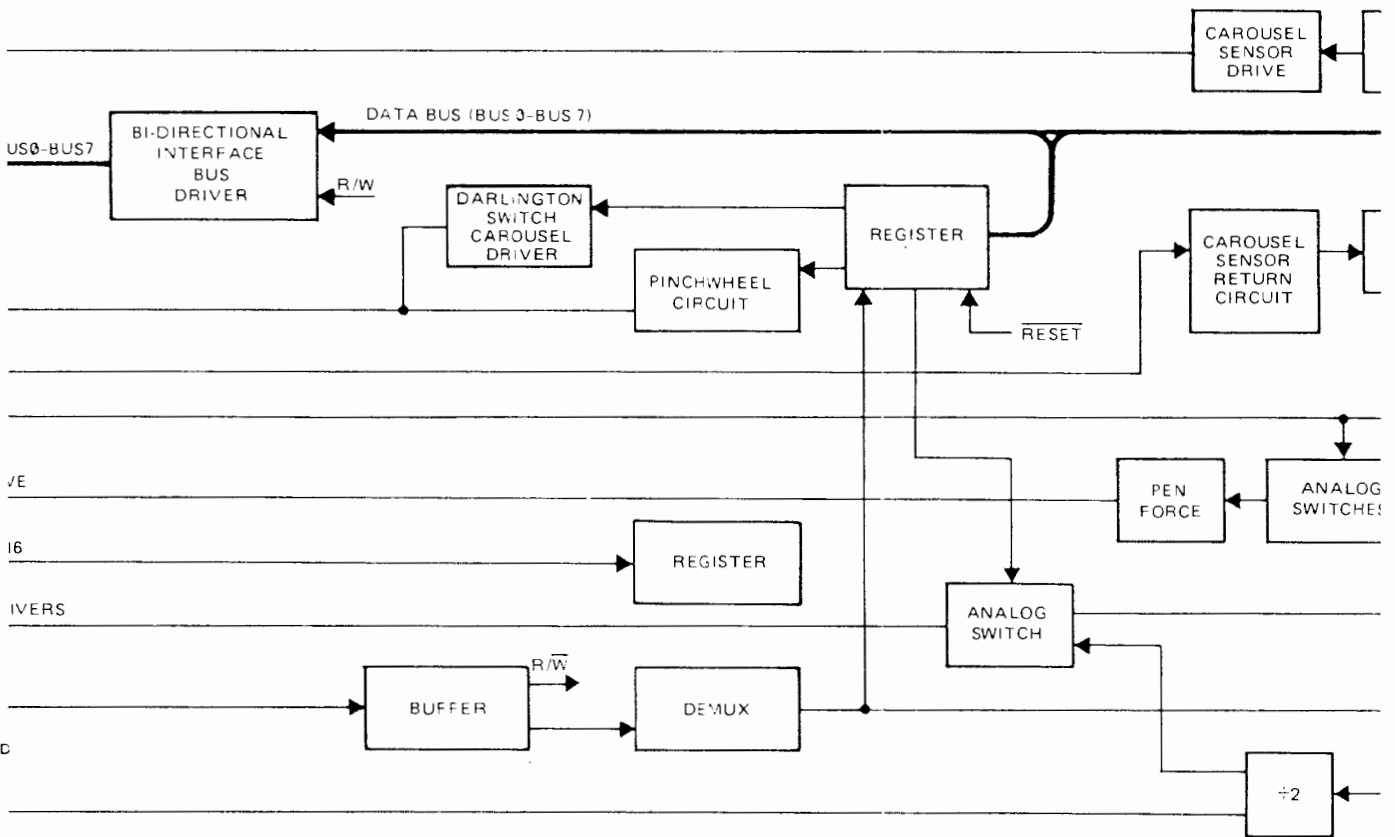 CAROUSEL
SENSOR
DRIVE
DATA BUS (BUS 0-BUS 7)
BI-DIRECTIONAL
INTERFACE
BUS
DRIVER
US0-BUS7
R/W
DARLINGTON
SWITCH
CAROUSEL
DRIVER
REGISTER
PINCHWHEEL
CIRCUIT
CAROUSEL
SENSOR
RETURN
CIRCUIT
RESET
VE
PEN
FORCE
ANALOG
SWITCHES
16
REGISTER
IVERS
ANALOG
SWITCH
R/W
BUFFER
DEMUX
D
÷2